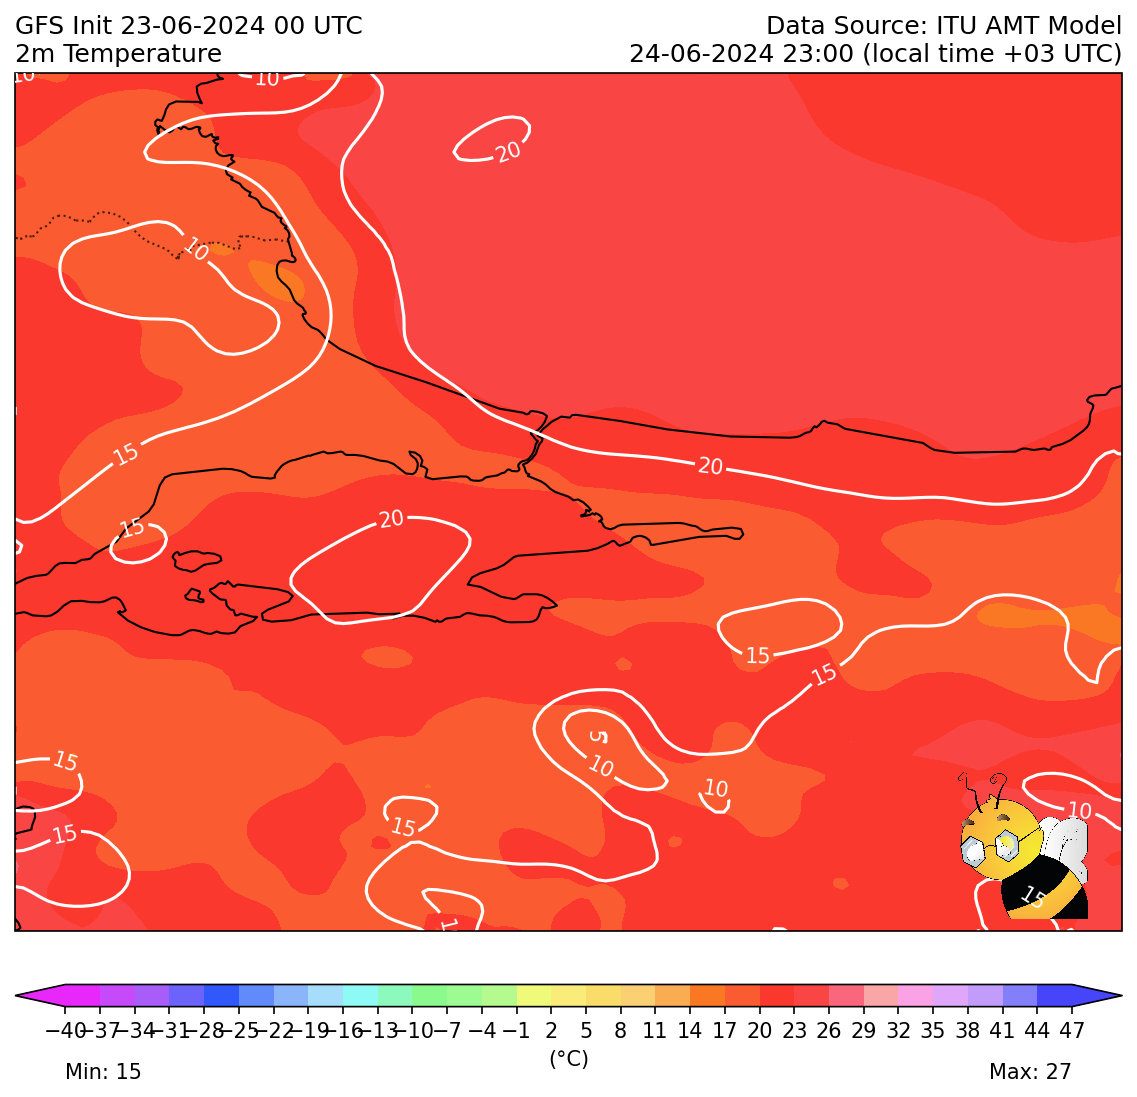 GFS Init 23-06-2024 00 UTC
Data Source: ITU AMT Model
2m Temperature
24-06-2024 23:00 (local time +03 UTC)
10
10
20
10
15
20
15
20
15
15
15
5
10
10
10
15
15
15
1
−40 −37 −34 −31 −28 −25 −22 −19 −16 −13 −10 −7 −4 −1 2 5 8 11 14 17 20 23 26 29 32 35 38 41 44 47
(°C)
Min: 15
Max: 27